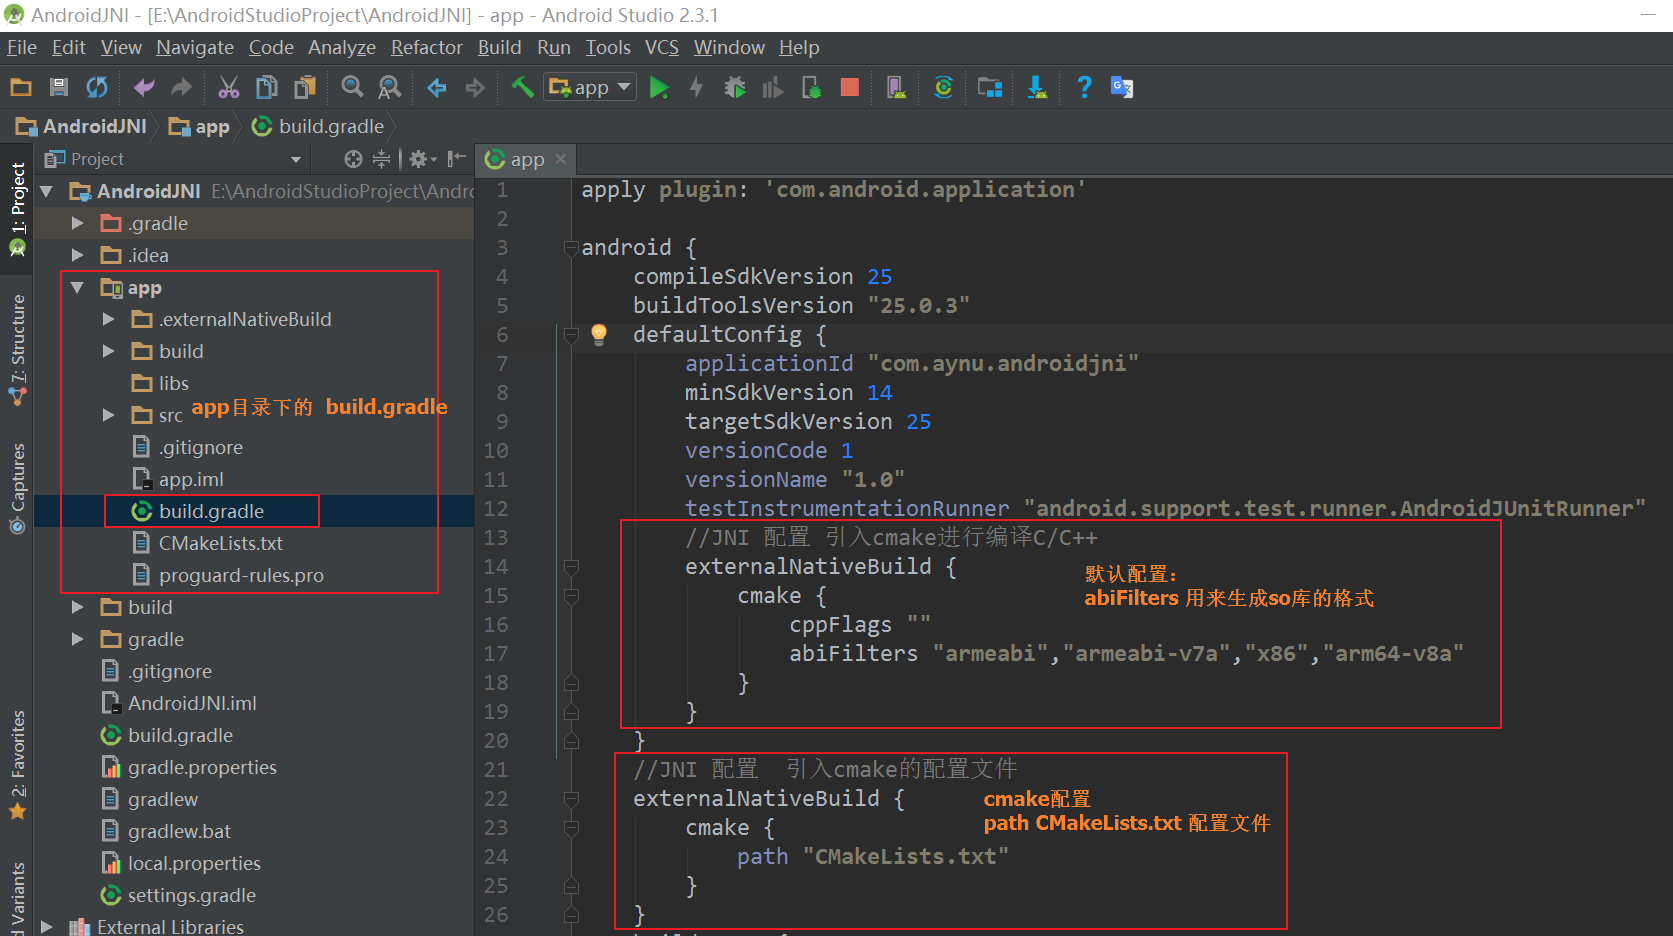 AndroidJNI - [E:\AndroidStudioProject\AndroidJNI] - app - Android Studio 2.3.1
File Edit View Navigate Code Analyze Refactor Build Run Tools VCS Window Help
app
AndroidJNI app build.gradle
Project
app
1: Project
7: Structure
Captures
2: Favorites
d Variants
AndroidJNI E:\AndroidStudioProject\Andro
.gradle
.idea
app
.externalNativeBuild
build
libs
src app目录下的 build.gradle
.gitignore
app.iml
build.gradle
CMakeLists.txt
proguard-rules.pro
build
gradle
.gitignore
AndroidJNI.iml
build.gradle
gradle.properties
gradlew
gradlew.bat
local.properties
settings.gradle
External Libraries
1 apply plugin: 'com.android.application'
2
3 android {
4 compileSdkVersion 25
5 buildToolsVersion "25.0.3"
6 defaultConfig {
7 applicationId "com.aynu.androidjni"
8 minSdkVersion 14
9 targetSdkVersion 25
10 versionCode 1
11 versionName "1.0"
12 testInstrumentationRunner "android.support.test.runner.AndroidJUnitRunner"
13 //JNI 配置 引入cmake进行编译C/C++
14 externalNativeBuild {
15 cmake {
16 cppFlags ""
17 abiFilters "armeabi","armeabi-v7a","x86","arm64-v8a"
18 }
19 }
20 }
默认配置：
abiFilters 用来生成so库的格式
21 //JNI 配置 引入cmake的配置文件
22 externalNativeBuild {
23 cmake {
24 path "CMakeLists.txt"
25 }
26 }
cmake配置
path CMakeLists.txt 配置文件